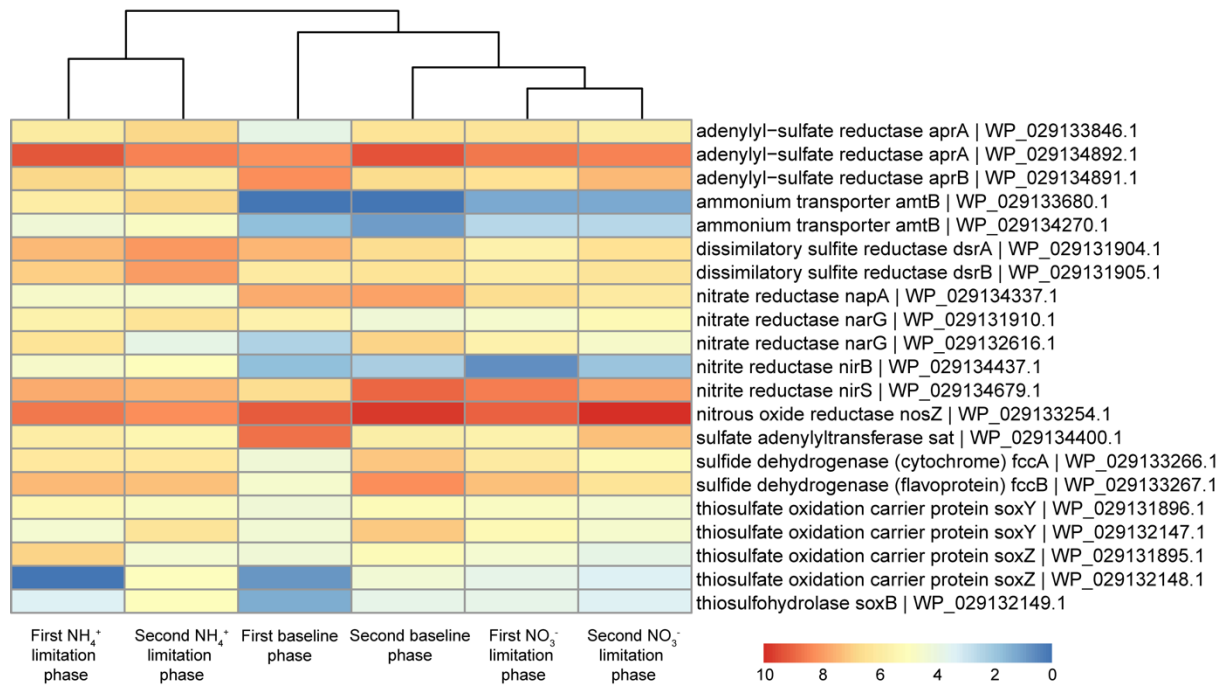 adenylyl−sulfate reductase aprA | WP_029133846.1
adenylyl−sulfate reductase aprA | WP_029134892.1
adenylyl−sulfate reductase aprB | WP_029134891.1
ammonium transporter amtB | WP_029133680.1
ammonium transporter amtB | WP_029134270.1
dissimilatory sulfite reductase dsrA | WP_029131904.1
dissimilatory sulfite reductase dsrB | WP_029131905.1
nitrate reductase napA | WP_029134337.1
nitrate reductase narG | WP_029131910.1
nitrate reductase narG | WP_029132616.1
nitrite reductase nirB | WP_029134437.1
nitrite reductase nirS | WP_029134679.1
nitrous oxide reductase nosZ | WP_029133254.1
sulfate adenylyltransferase sat | WP_029134400.1
sulfide dehydrogenase (cytochrome) fccA | WP_029133266.1
sulfide dehydrogenase (flavoprotein) fccB | WP_029133267.1
thiosulfate oxidation carrier protein soxY | WP_029131896.1
thiosulfate oxidation carrier protein soxY | WP_029132147.1
thiosulfate oxidation carrier protein soxZ | WP_029131895.1
thiosulfate oxidation carrier protein soxZ | WP_029132148.1
thiosulfohydrolase soxB | WP_029132149.1
First NH₄⁺
limitation
phase
Second NH₄⁺
limitation
phase
First baseline
phase
Second baseline
phase
First NO₃⁻
limitation
phase
Second NO₃⁻
limitation
phase
10 8 6 4 2 0